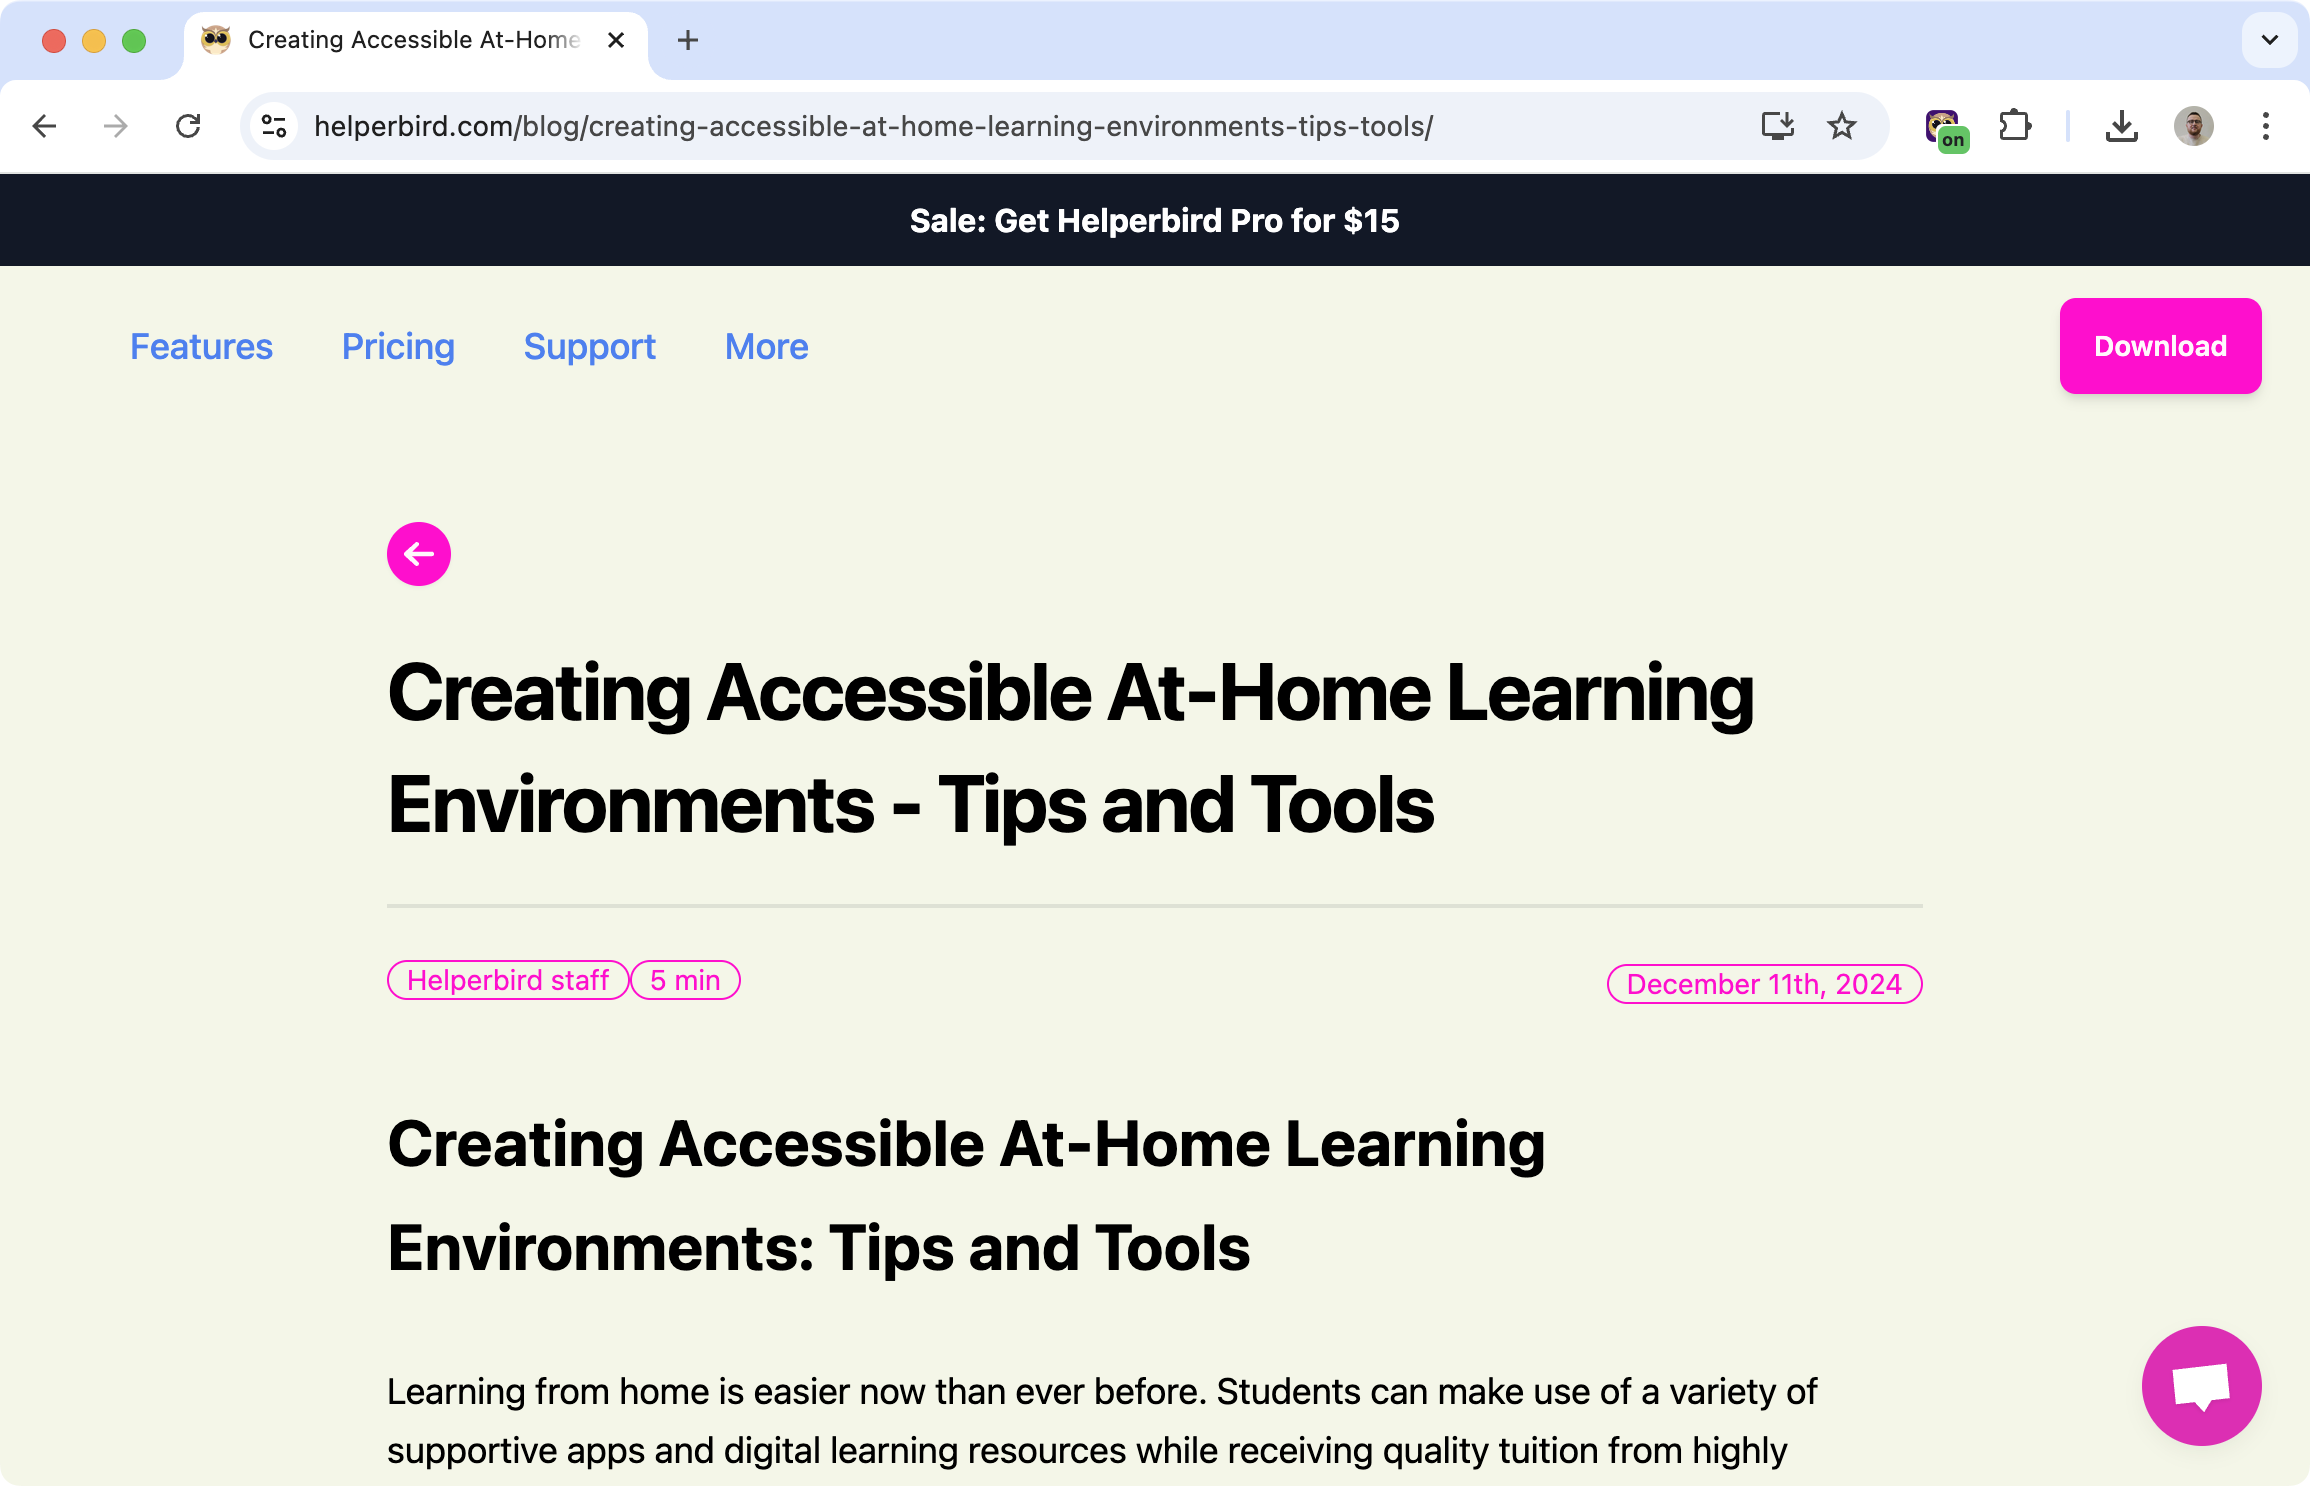 Creating Accessible At-Home
helperbird.com/blog/creating-accessible-at-home-learning-environments-tips-tools/
on
Sale: Get Helperbird Pro for $15
Features Pricing Support More Download
Creating Accessible At-Home Learning
Environments - Tips and Tools
Helperbird staff 5 min December 11th, 2024
Creating Accessible At-Home Learning
Environments: Tips and Tools
Learning from home is easier now than ever before. Students can make use of a variety of
supportive apps and digital learning resources while receiving quality tuition from highly